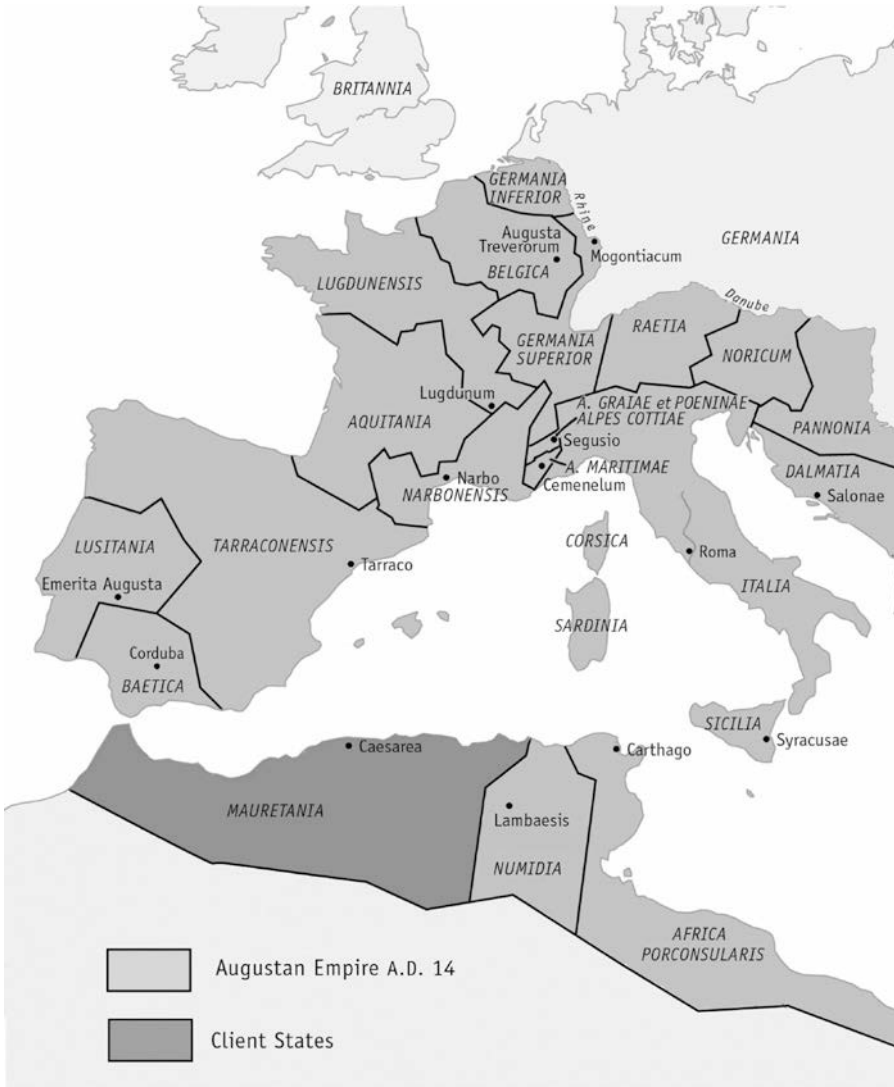 BRITANNIA
GERMANIA
INFERIOR
Rhine
Augusta
Treverorum
Mogontiacum
GERMANIA
BELGICA
LUGDUNENSIS
Danube
RAETIA
GERMANIA
SUPERIOR
NORICUM
Lugdunum
A. GRAIAE et POENINAE
ALPES COTTIAE
AQUITANIA
PANNONIA
Segusio
A. MARITIMAE
DALMATIA
Narbo
Cemenelum
NARBONENSIS
Salonae
LUSITANIA
TARRACONENSIS
CORSICA
Roma
Tarraco
Emerita Augusta
ITALIA
SARDINIA
Corduba
BAETICA
SICILIA
Syracusae
Caesarea
Carthago
MAURETANIA
Lambaesis
NUMIDIA
AFRICA
PORCONSULARIS
Augustan Empire A.D. 14
Client States